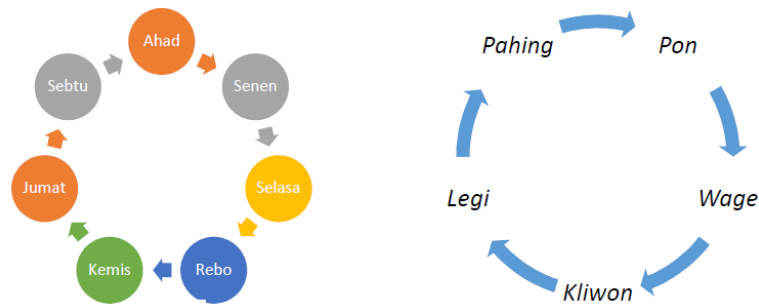 Ahad
Senen
Selasa
Rebo
Kemis
Jumat
Sebtu
Pahing
Pon
Wage
Kliwon
Legi